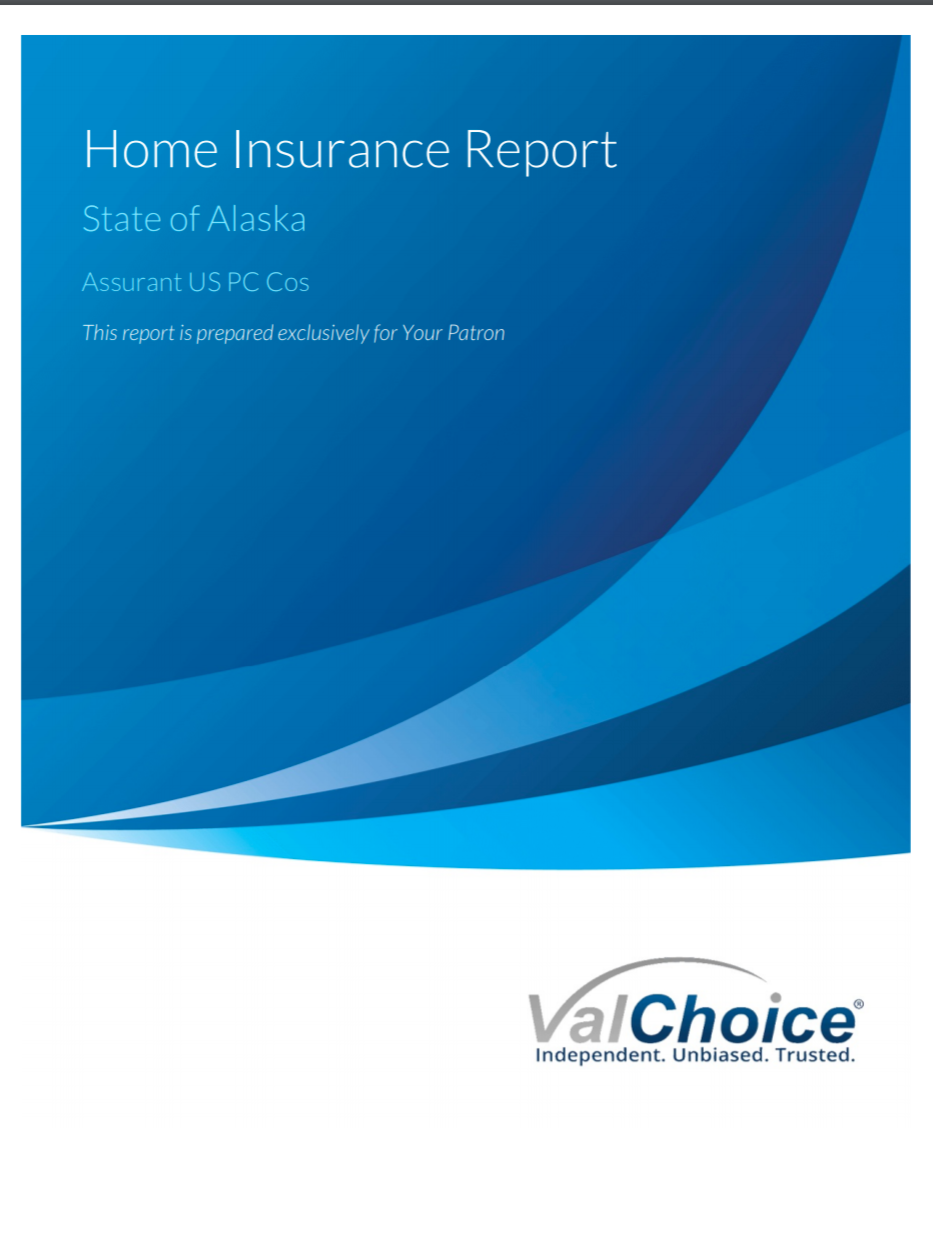 Home Insurance Report
State of Alaska
Assurant US PC Cos
This report is prepared exclusively for Your Patron
ValChoice®
Independent. Unbiased. Trusted.